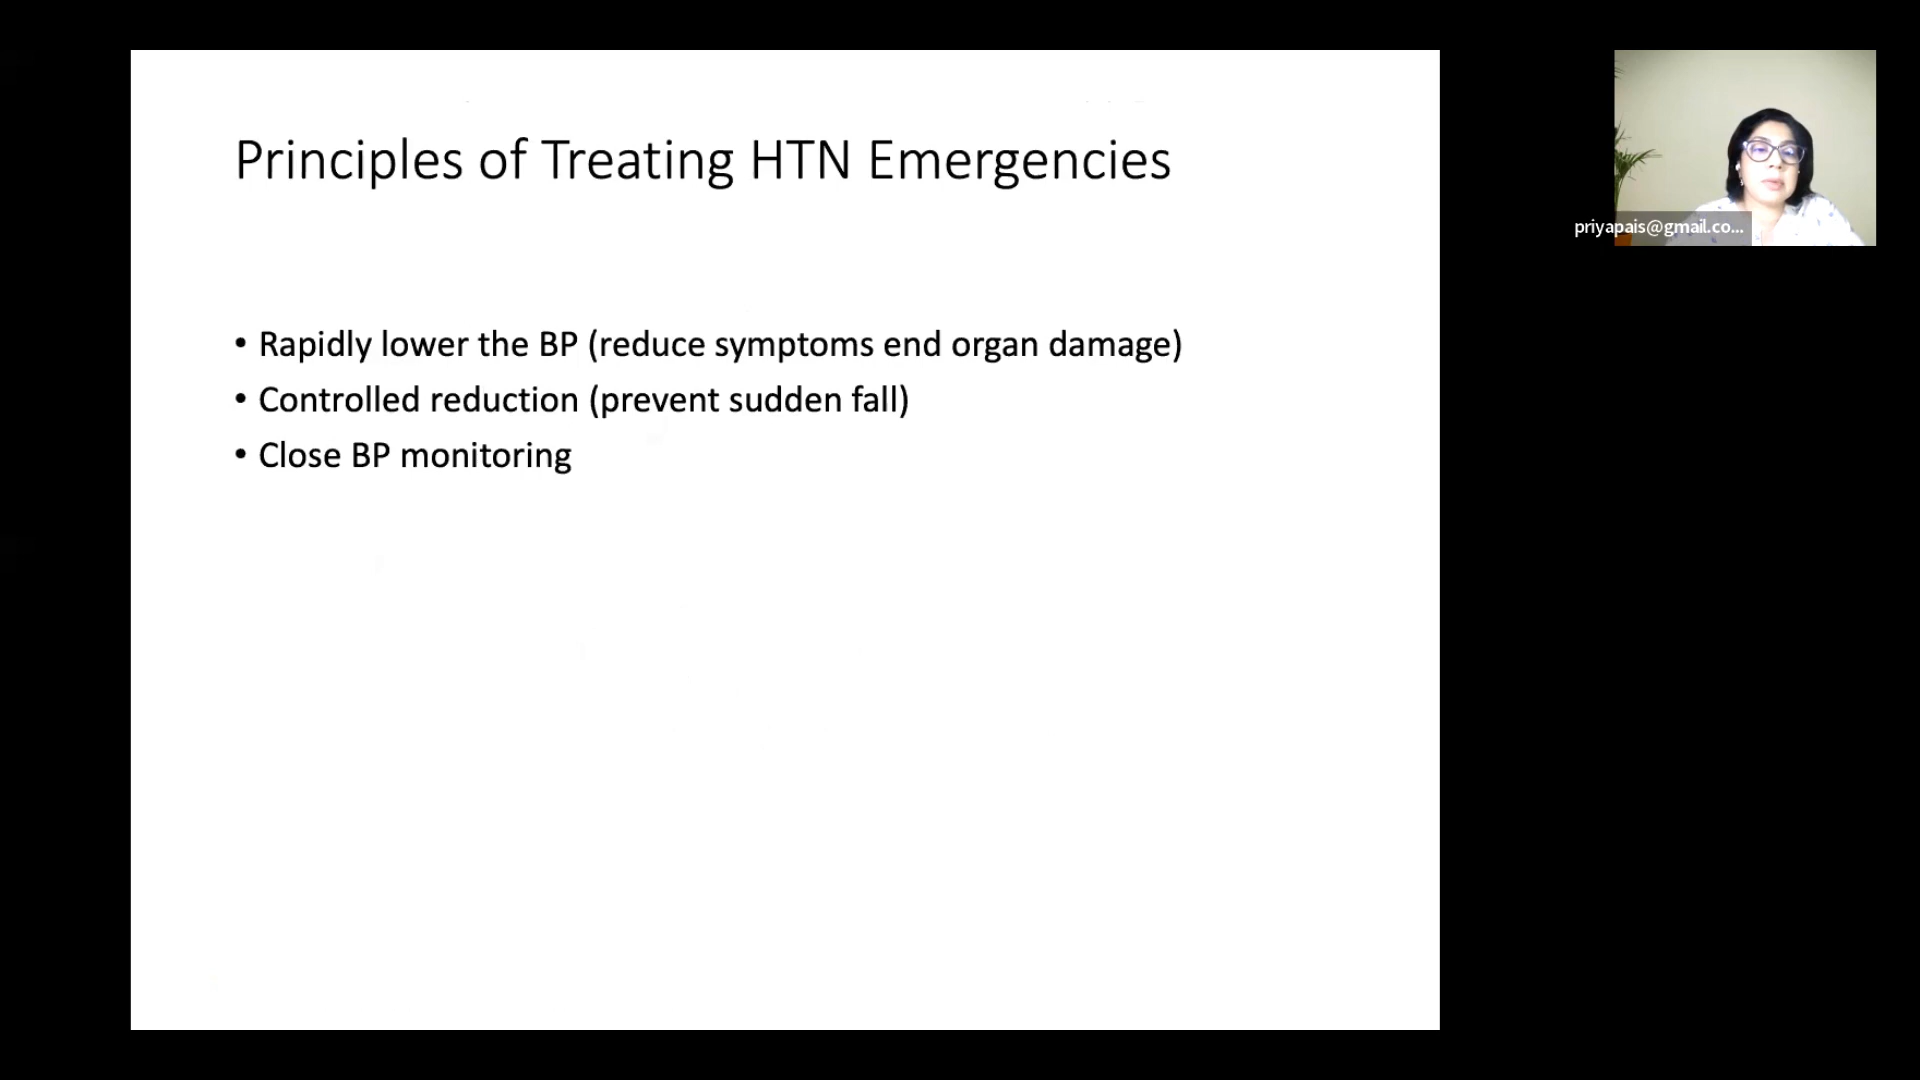 Principles of Treating HTN Emergencies
• Rapidly lower the BP (reduce symptoms end organ damage)
• Controlled reduction (prevent sudden fall)
• Close BP monitoring
priyapais@gmail.co...